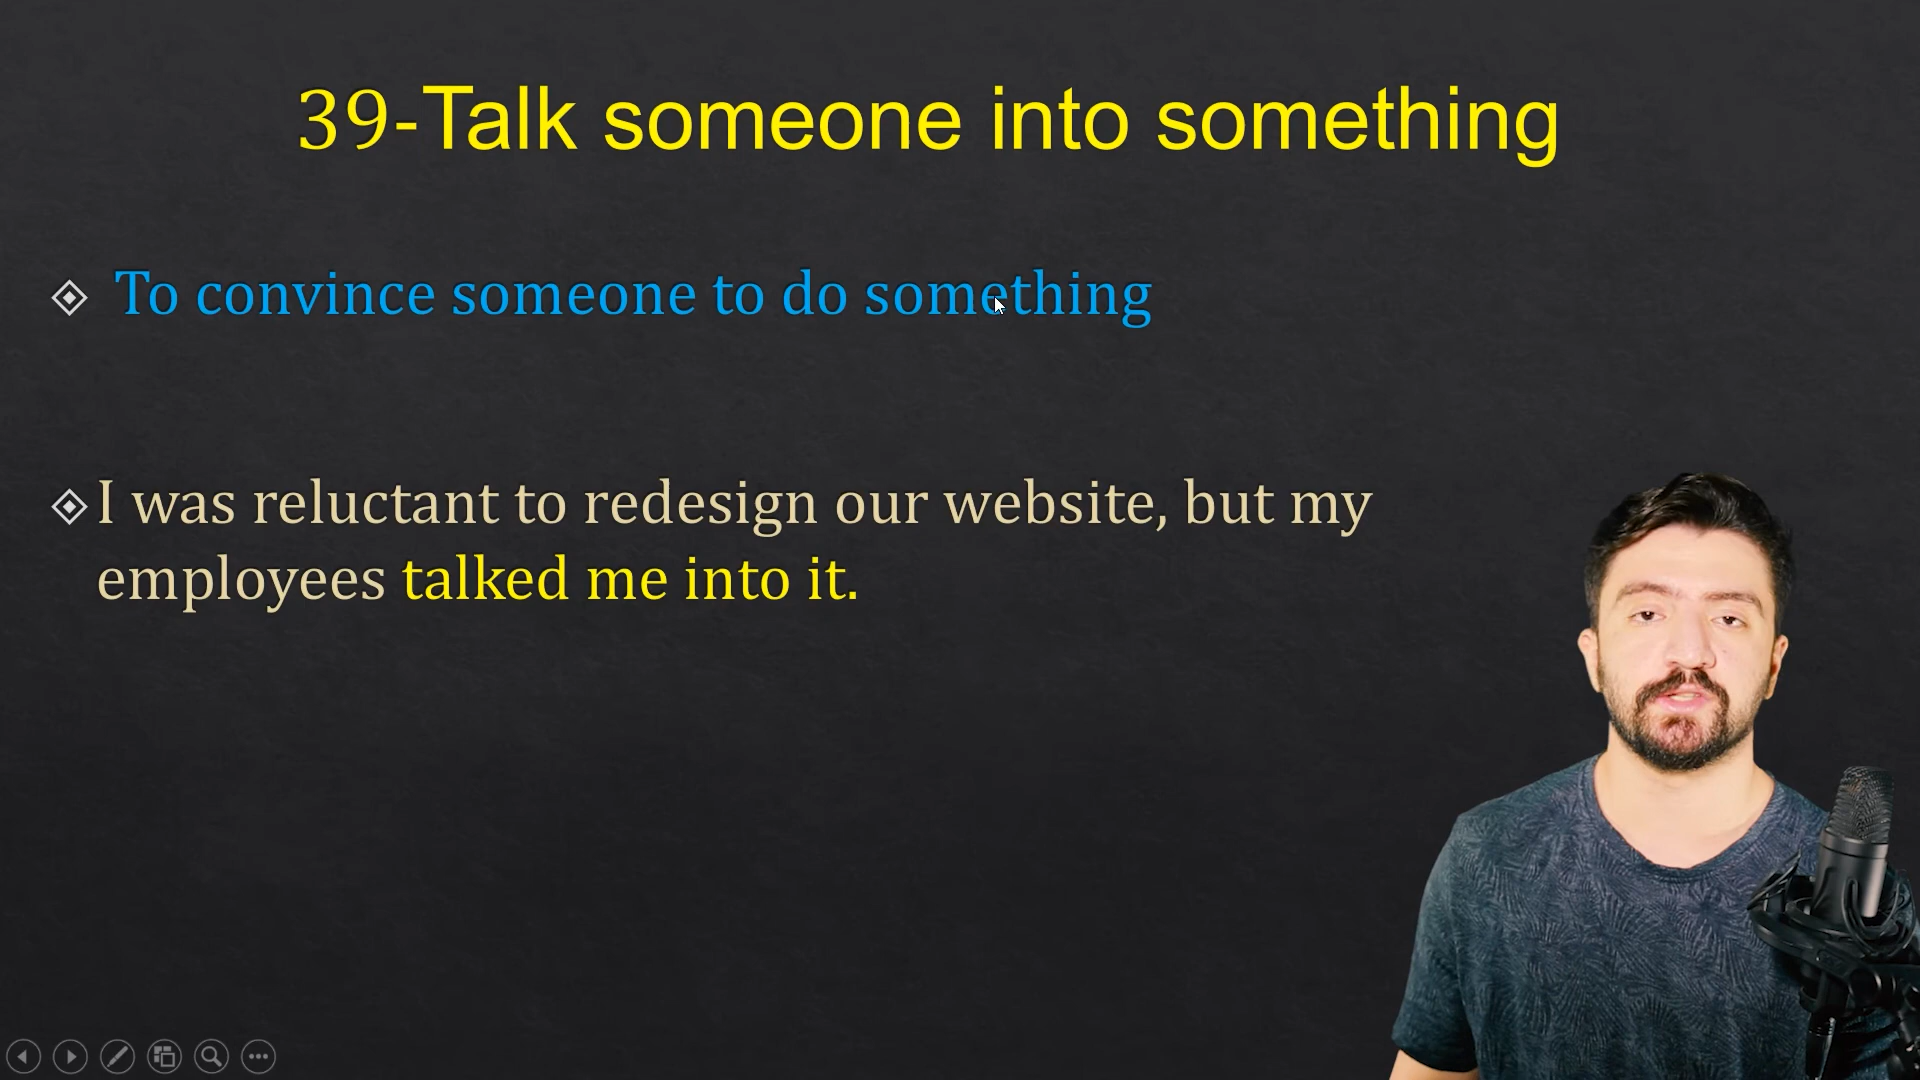 39-Talk someone into something
To convince someone to do something
I was reluctant to redesign our website, but my
employees talked me into it.